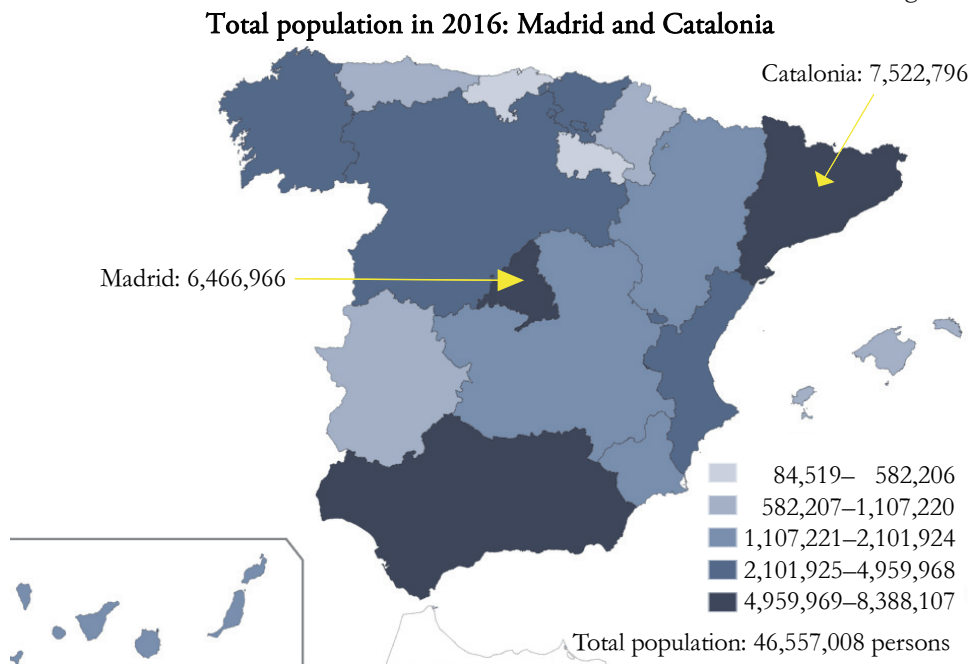 Total population in 2016: Madrid and Catalonia
Catalonia: 7,522,796
Madrid: 6,466,966
84,519– 582,206
582,207–1,107,220
1,107,221–2,101,924
2,101,925–4,959,968
4,959,969–8,388,107
Total population: 46,557,008 persons